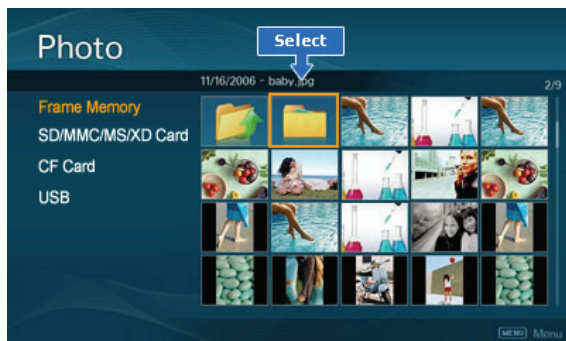 Photo
Select
11/16/2006 - baby.jpg
2/9
Frame Memory
SD/MMC/MS/XD Card
CF Card
USB
MENU Menu